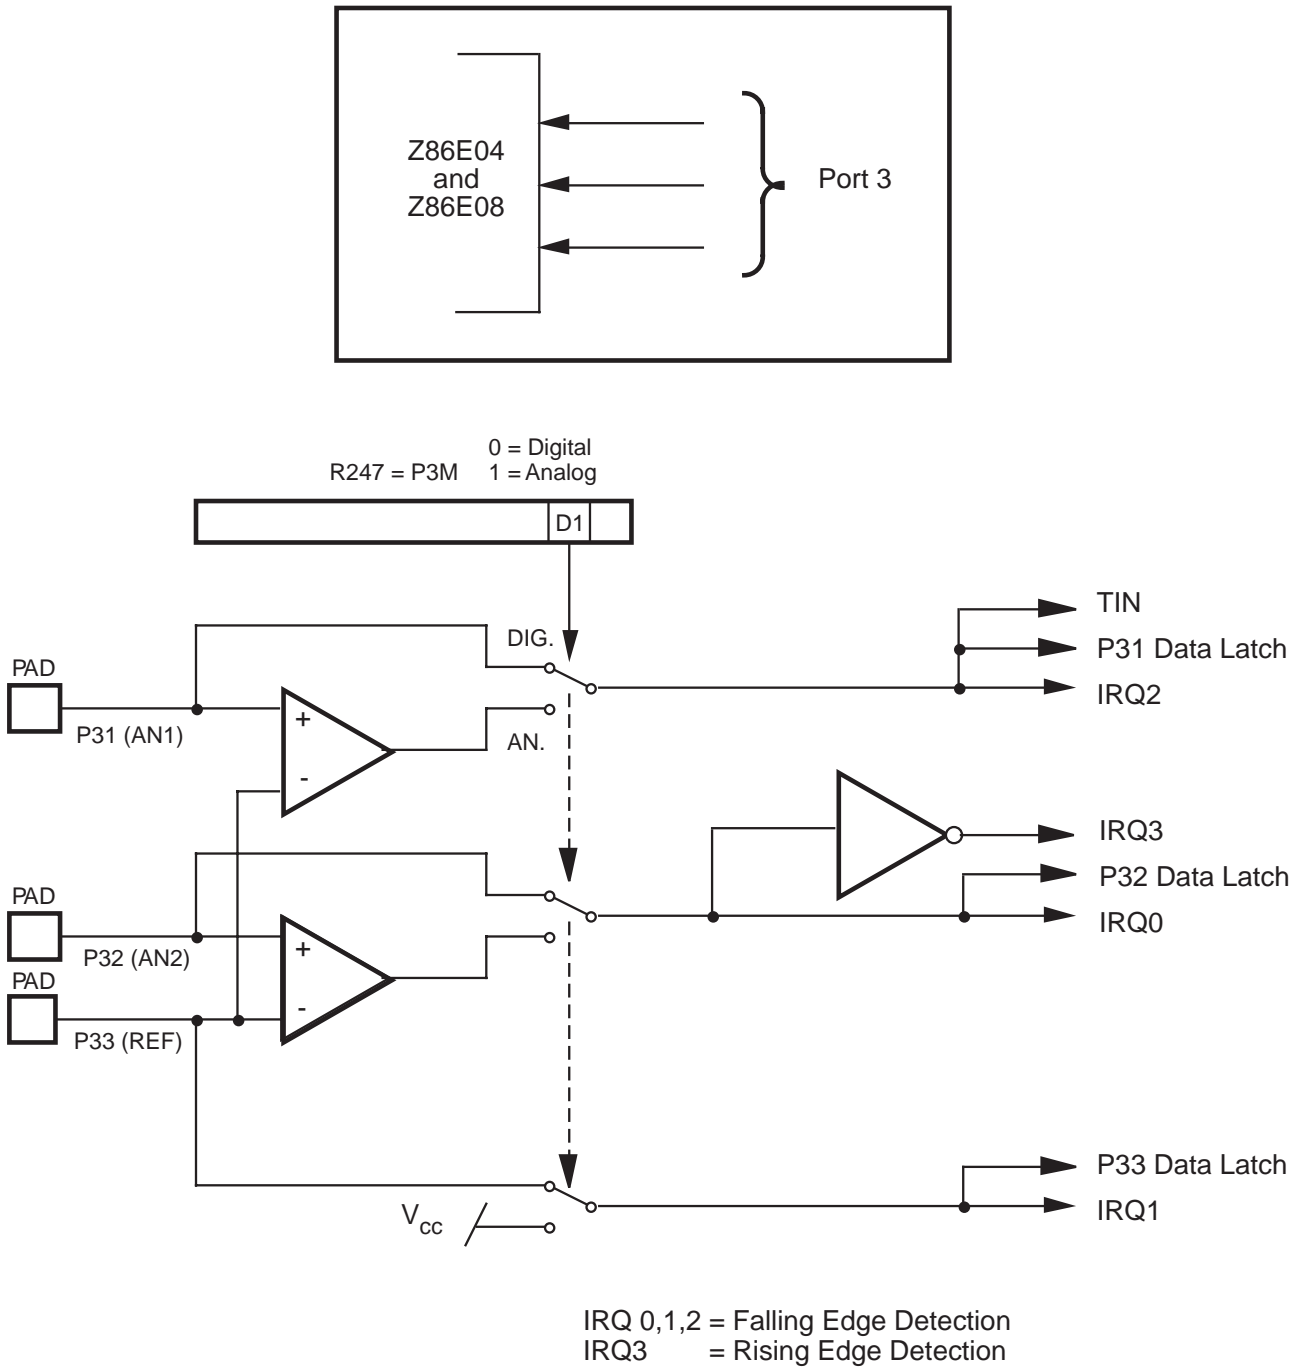 Z86E04
and
Z86E08
Port 3
0 = Digital
R247 = P3M 1 = Analog
D1
DIG.
AN.
PAD
P31 (AN1)
+
-
TIN
P31 Data Latch
IRQ2
PAD
P32 (AN2)
+
-
PAD
P33 (REF)
IRQ3
P32 Data Latch
IRQ0
Vcc
P33 Data Latch
IRQ1
IRQ 0,1,2 = Falling Edge Detection
IRQ3 = Rising Edge Detection